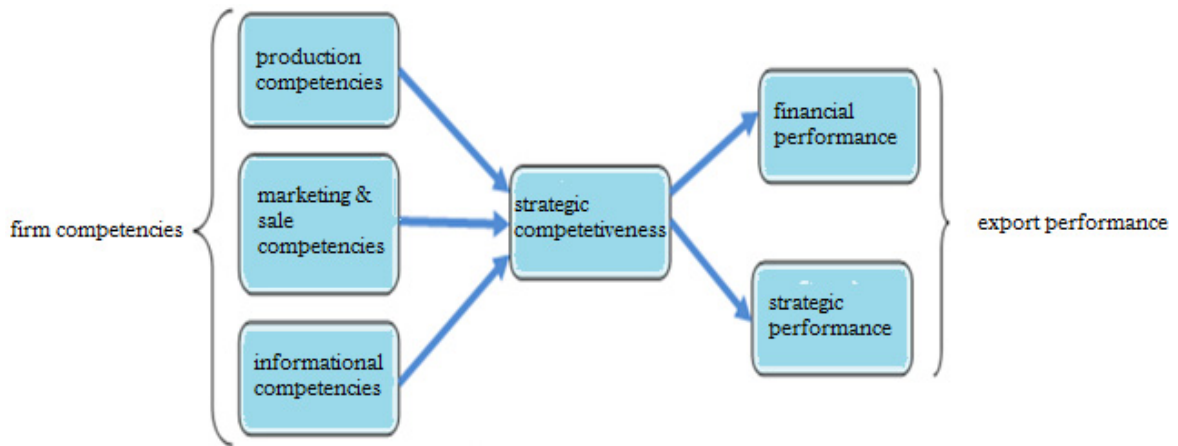 firm competencies
production
competencies
marketing &
sale
competencies
informational
competencies
strategic
competetiveness
financial
performance
strategic
performance
export performance